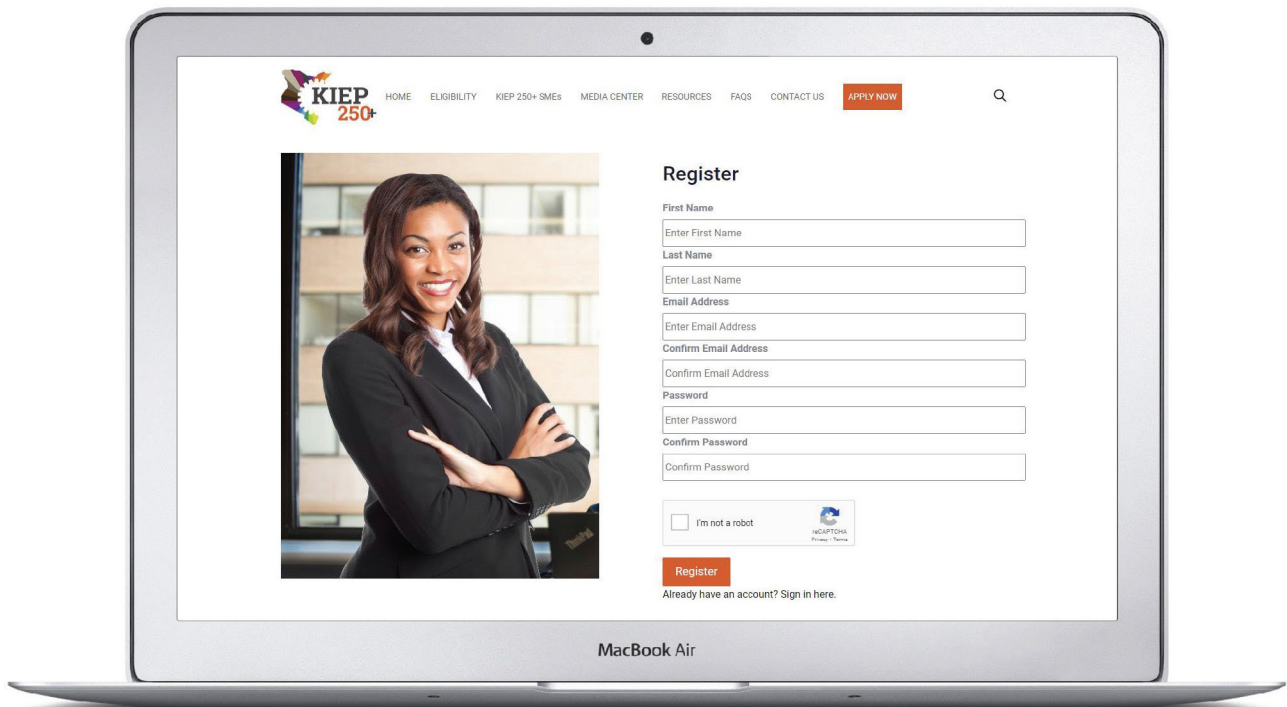 KIEP
250+
HOME ELIGIBILITY KIEP 250+ SMEs MEDIA CENTER RESOURCES FAQS CONTACT US APPLY NOW
Register
First Name
Enter First Name
Last Name
Enter Last Name
Email Address
Enter Email Address
Confirm Email Address
Confirm Email Address
Password
Enter Password
Confirm Password
Confirm Password
I'm not a robot
reCAPTCHA
Privacy - Terms
Register
Already have an account? Sign in here.
ThinkPad
MacBook Air